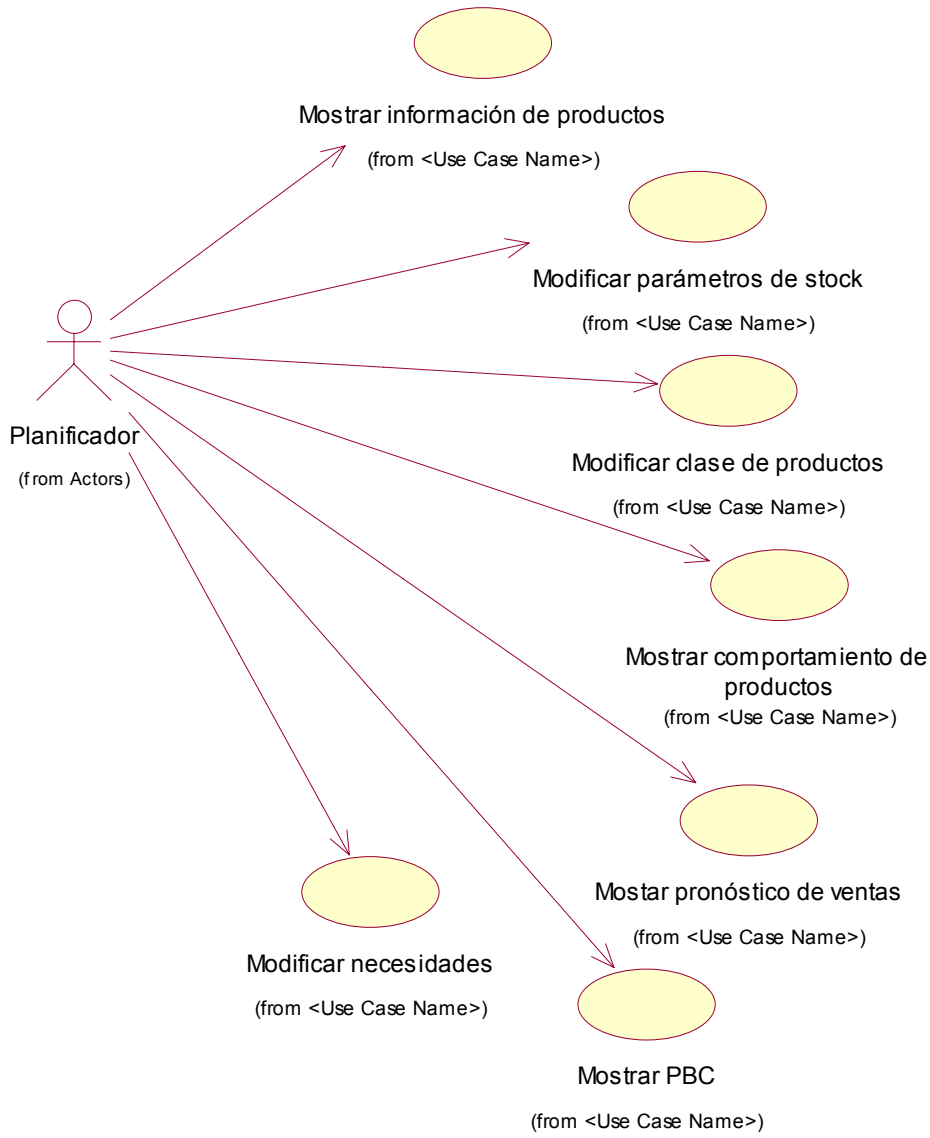 Mostrar información de productos
(from <Use Case Name>)
Modificar parámetros de stock
(from <Use Case Name>)
Planificador
(from Actors)
Modificar clase de productos
(from <Use Case Name>)
Mostrar comportamiento de
productos
(from <Use Case Name>)
Mostar pronóstico de ventas
(from <Use Case Name>)
Modificar necesidades
(from <Use Case Name>)
Mostrar PBC
(from <Use Case Name>)